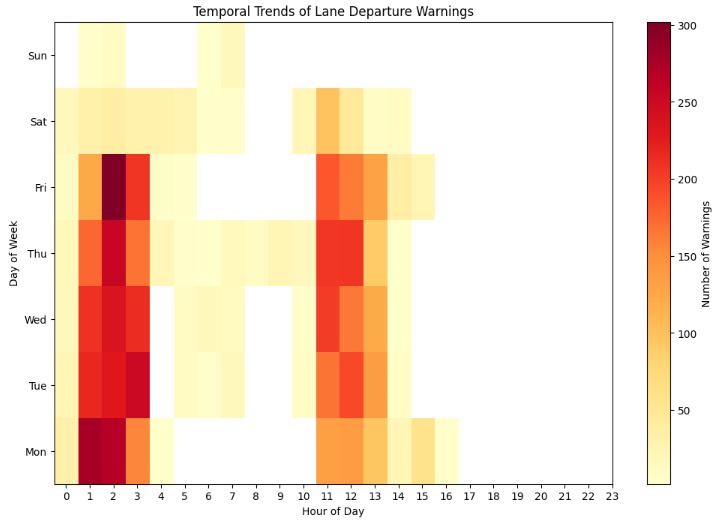 Temporal Trends of Lane Departure Warnings
Sun
Sat
Fri
Thu
Wed
Tue
Mon
Day of Week
0 1 2 3 4 5 6 7 8 9 10 11 12 13 14 15 16 17 18 19 20 21 22 23
Hour of Day
300
250
200
150
100
50
Number of Warnings